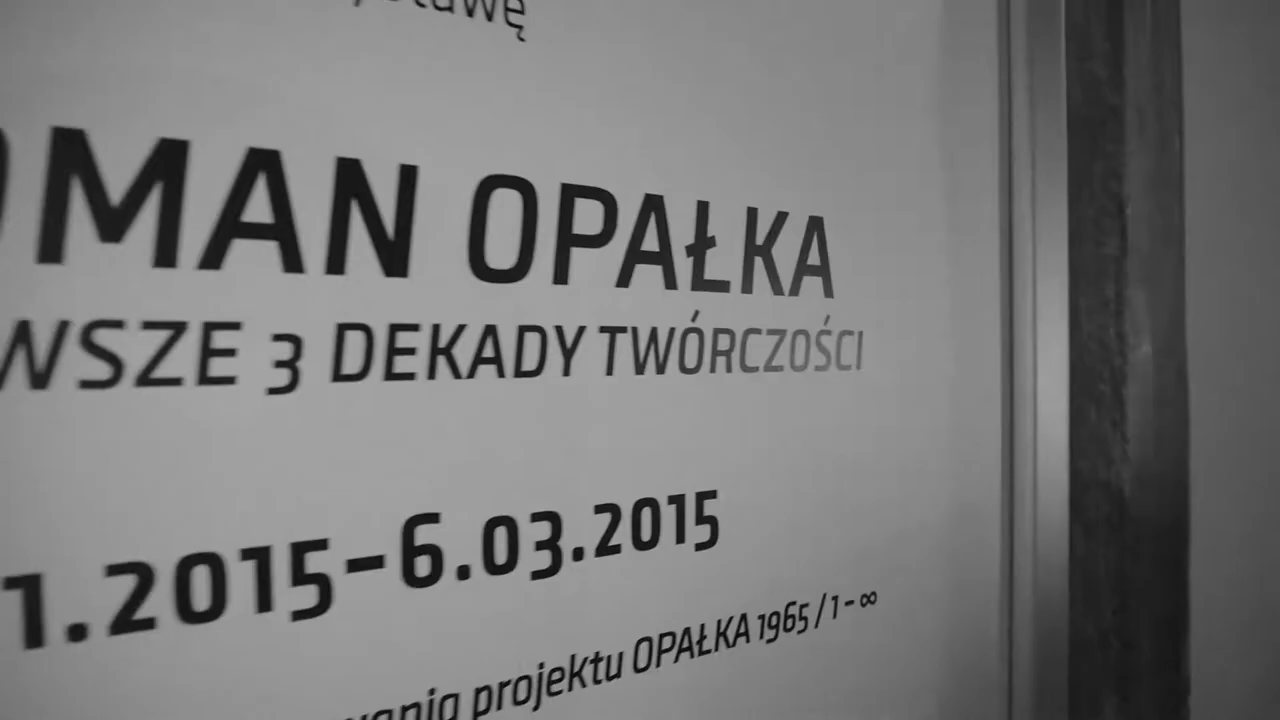 OMAN OPAŁKA
WSZE 3 DEKADY TWÓRCZOŚCI
1.2015-6.03.2015
projektu OPAŁKA 1965 / 1 - ∞